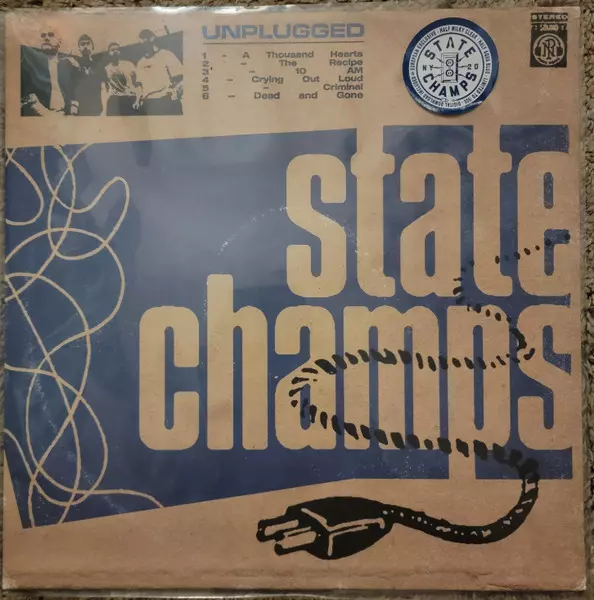 UNPLUGGED
1 - A Thousand Hearts
2 - The Recipe
3 - 10 AM
4 - Crying Out Loud
5 - Criminal
6 - Dead and Gone
STATE
NY 20
CHAMPS
STEREO
state
champs